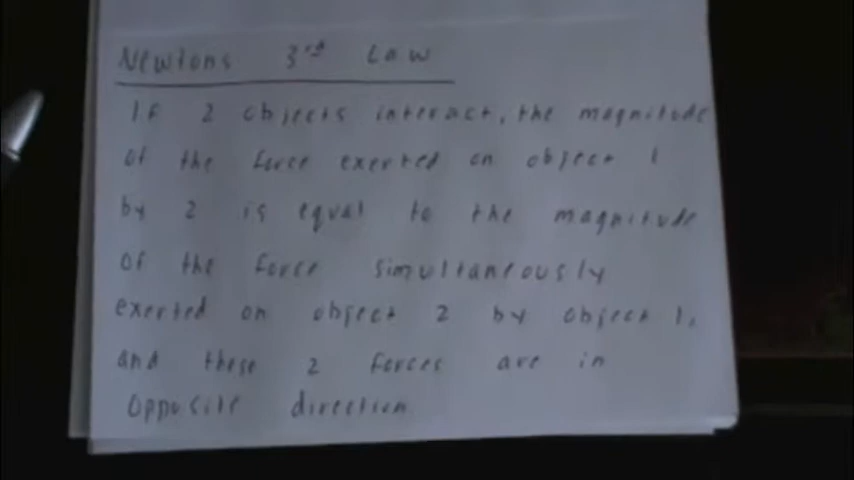 Newtons 3rd Law
If 2 objects interact, the magnitude
of the force exerted on object 1
by 2 is equal to the magnitude
of the force simultaneously
exerted on object 2 by object 1,
and these 2 forces are in
opposite direction